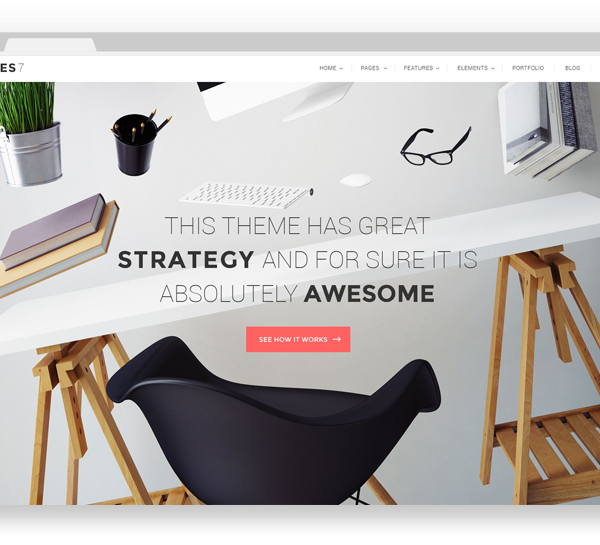 ES7
HOME PAGES FEATURES ELEMENTS PORTFOLIO BLOG
THIS THEME HAS GREAT
STRATEGY AND FOR SURE IT IS
ABSOLUTELY AWESOME
SEE HOW IT WORKS